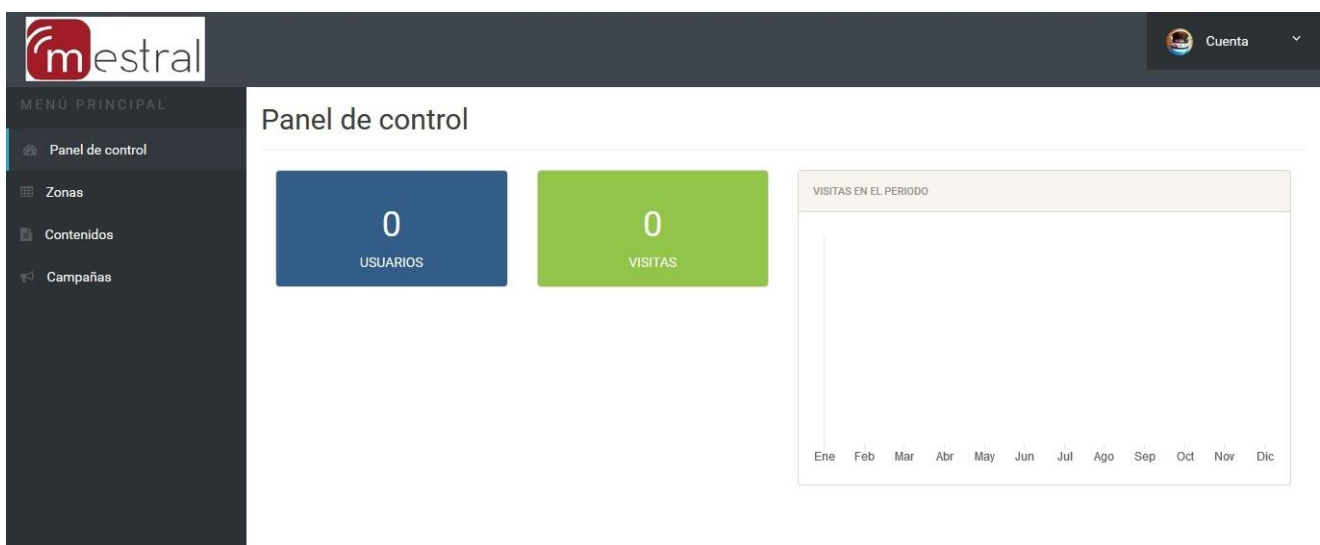 mestral
Cuenta
MENÚ PRINCIPAL
Panel de control
Zonas
Contenidos
Campañas
Panel de control
0
USUARIOS
0
VISITAS
VISITAS EN EL PERIODO
Ene Feb Mar Abr May Jun Jul Ago Sep Oct Nov Dic